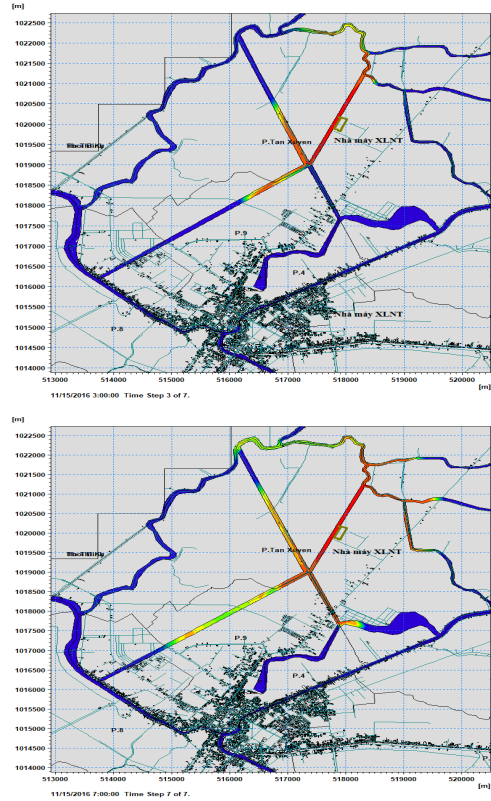 [m]
1022500
1022000
1021500
1021000
1020500
1020000
1019500
1019000
1018500
1018000
1017500
1017000
1016500
1016000
1015500
1015000
1014500
1014000
P.Tan Xuyen
Nhà máy XLNT
P.9
P.4
Nhà máy XLNT
P.8
P.
513000 514000 515000 516000 517000 518000 519000 520000
[m]
11/15/2016 3:00:00 Time Step 3 of 7.
[m]
1022500
1022000
1021500
1021000
1020500
1020000
1019500
1019000
1018500
1018000
1017500
1017000
1016500
1016000
1015500
1015000
1014500
1014000
P.Tan Xuyen
Nhà máy XLNT
P.9
P.4
P.8
P.
513000 514000 515000 516000 517000 518000 519000 520000
[m]
11/15/2016 7:00:00 Time Step 7 of 7.